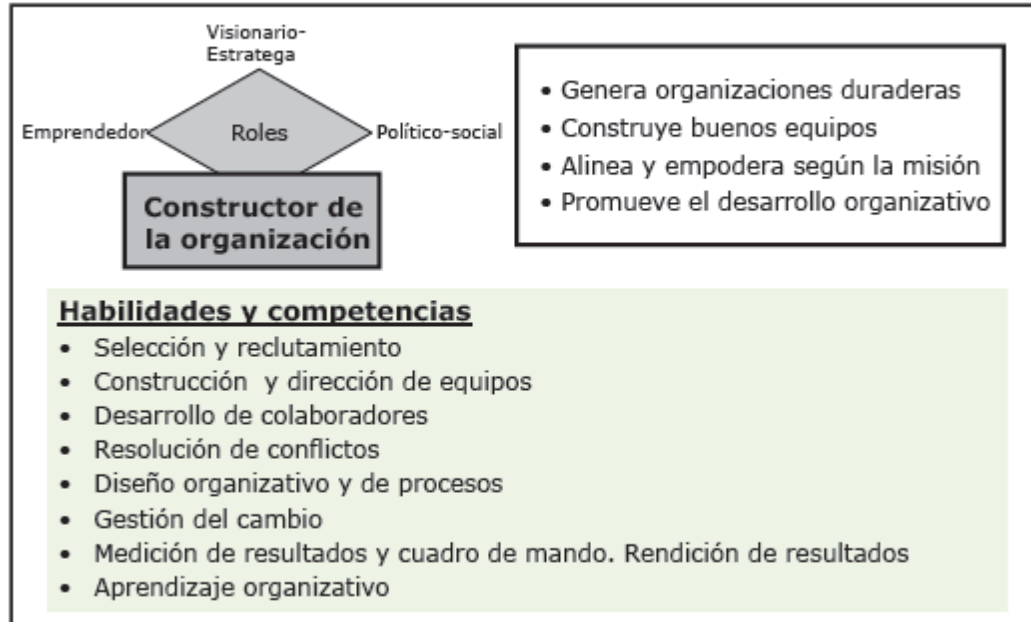 Visionario-
Estratega
Emprendedor
Roles
Político-social
Constructor de
la organización
• Genera organizaciones duraderas
• Construye buenos equipos
• Alinea y empodera según la misión
• Promueve el desarrollo organizativo
Habilidades y competencias
• Selección y reclutamiento
• Construcción y dirección de equipos
• Desarrollo de colaboradores
• Resolución de conflictos
• Diseño organizativo y de procesos
• Gestión del cambio
• Medición de resultados y cuadro de mando. Rendición de resultados
• Aprendizaje organizativo